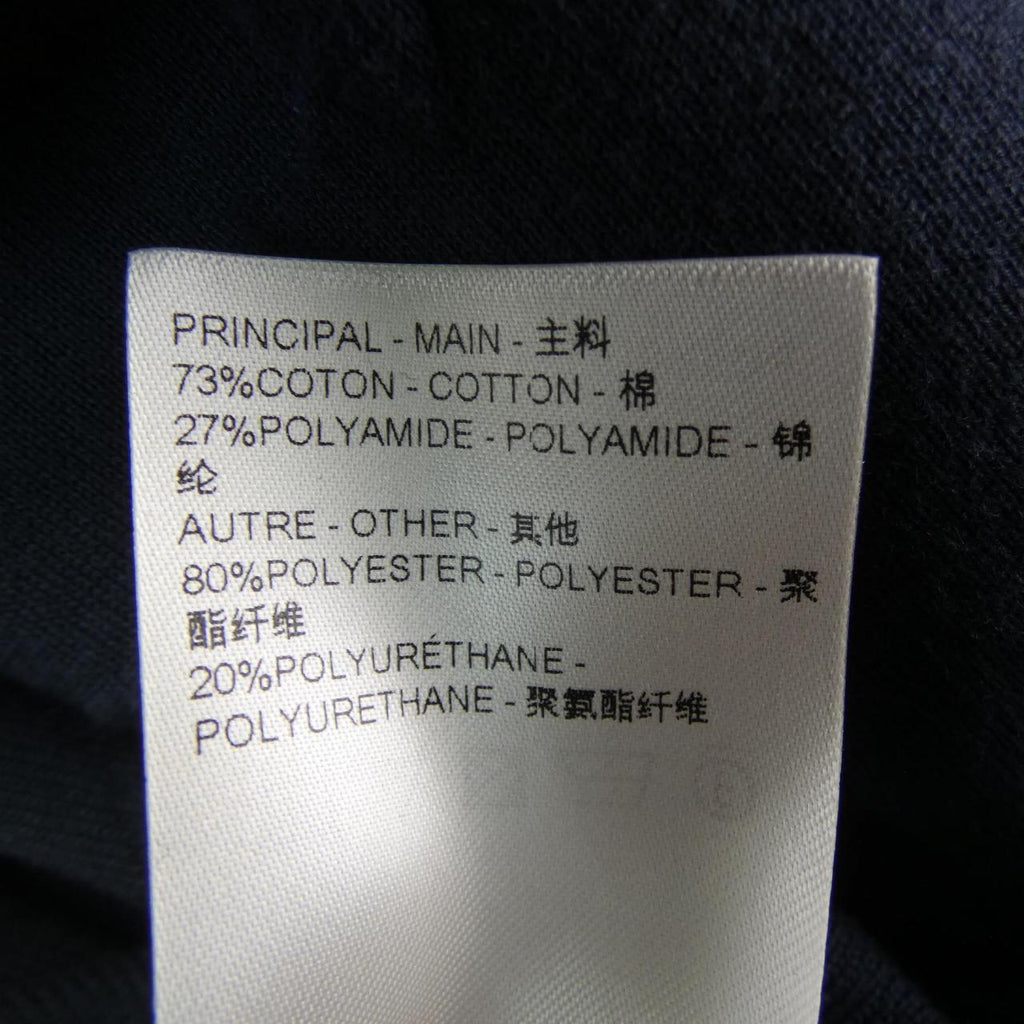 PRINCIPAL - MAIN - 主料
73%COTON - COTTON - 棉
27%POLYAMIDE - POLYAMIDE - 锦
纶
AUTRE - OTHER - 其他
80%POLYESTER - POLYESTER - 聚
酯纤维
20%POLYURÉTHANE -
POLYURETHANE - 聚氨酯纤维